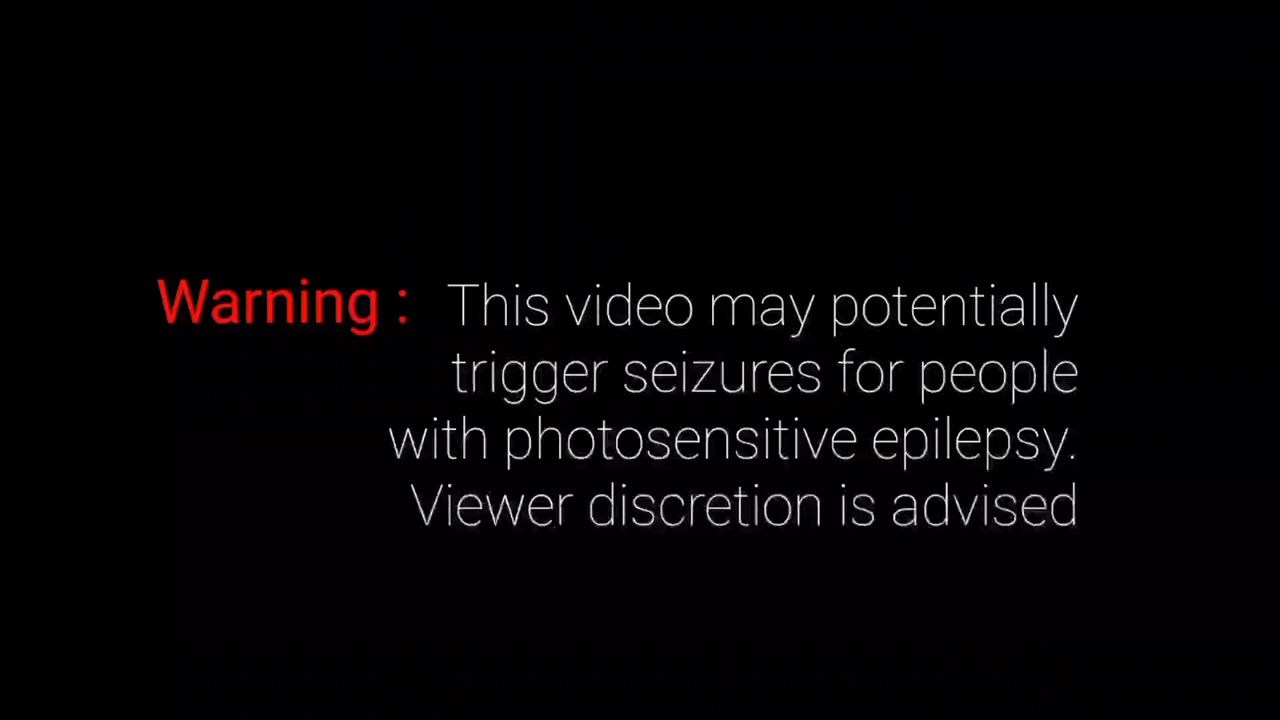 Warning : This video may potentially
trigger seizures for people
with photosensitive epilepsy.
Viewer discretion is advised